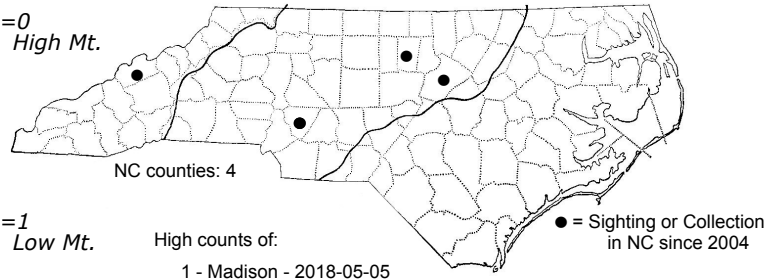 =0
High Mt.
NC counties: 4
=1
Low Mt.
High counts of:
1 - Madison - 2018-05-05
● = Sighting or Collection
in NC since 2004